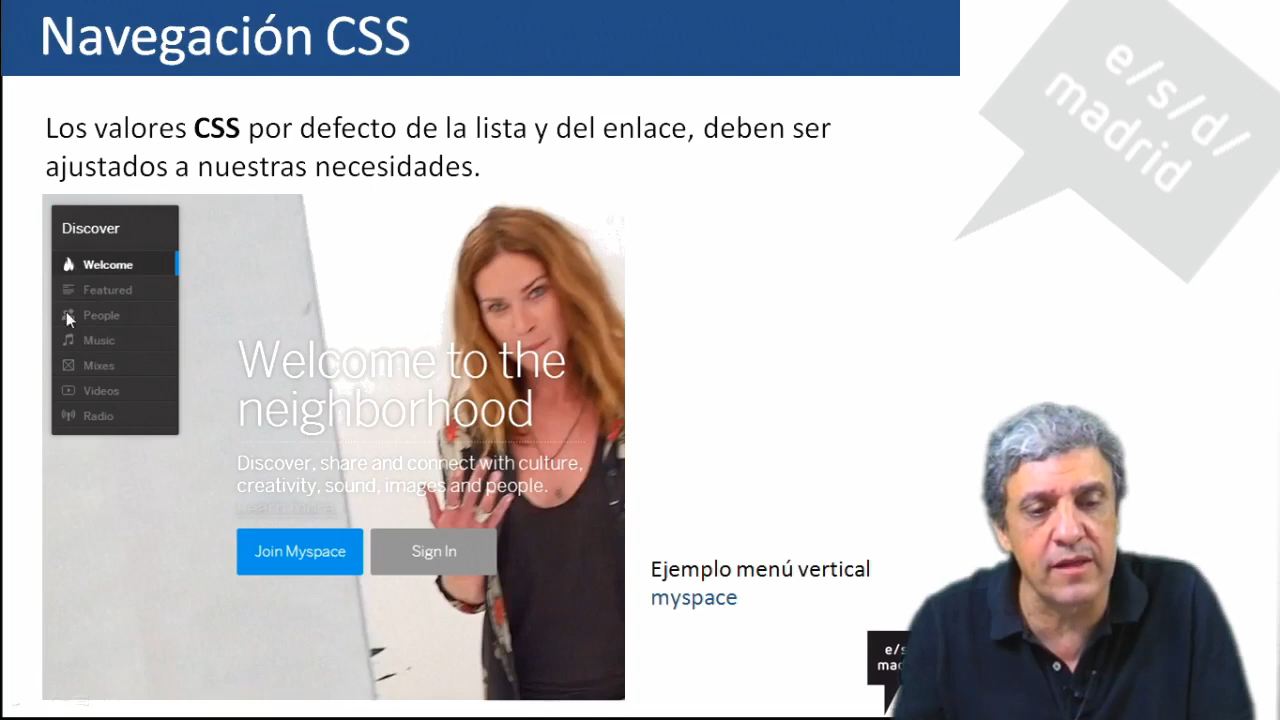 Navegación CSS
e/s/d/
madrid
Los valores CSS por defecto de la lista y del enlace, deben ser
ajustados a nuestras necesidades.
Discover
Welcome
Featured
People
Music
Mixes
Videos
Radio
Welcome to the
neighborhood
Discover, share and connect with culture,
creativity, sound, images and people.
Learn more.
Join Myspace
Sign In
Ejemplo menú vertical
myspace